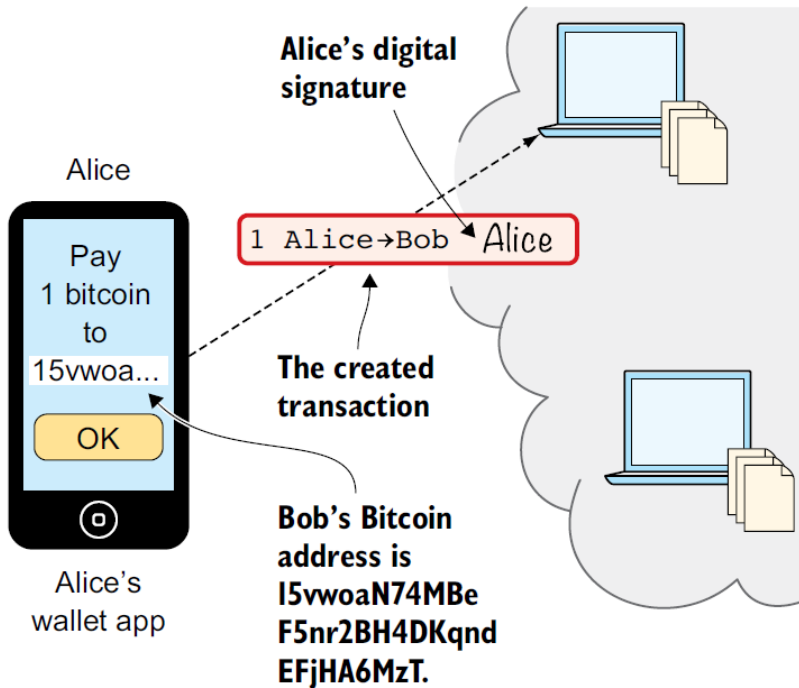 Alice's digital
signature
Alice
Pay
1 bitcoin
to
15vwoa...
OK
1 Alice→Bob Alice
The created
transaction
Bob's Bitcoin
address is
15vwoaN74MBe
F5nr2BH4DKqnd
EFjHA6MzT.
Alice's
wallet app